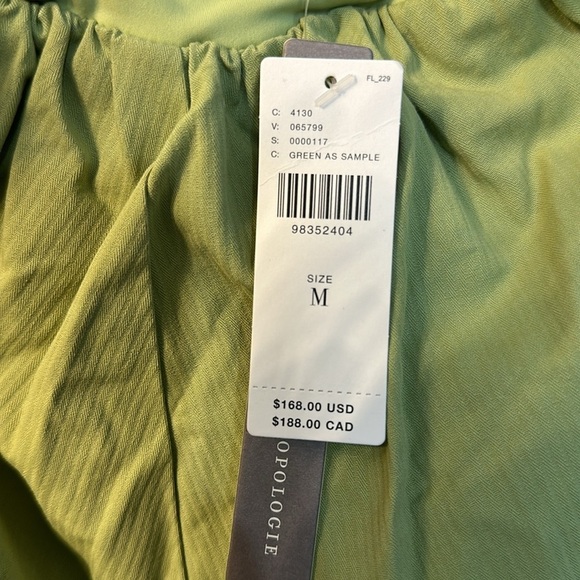 FL_229
C: 4130
V: 065799
S: 0000117
C: GREEN AS SAMPLE
98352404
SIZE
M
$168.00 USD
$188.00 CAD
OPOLOGIE